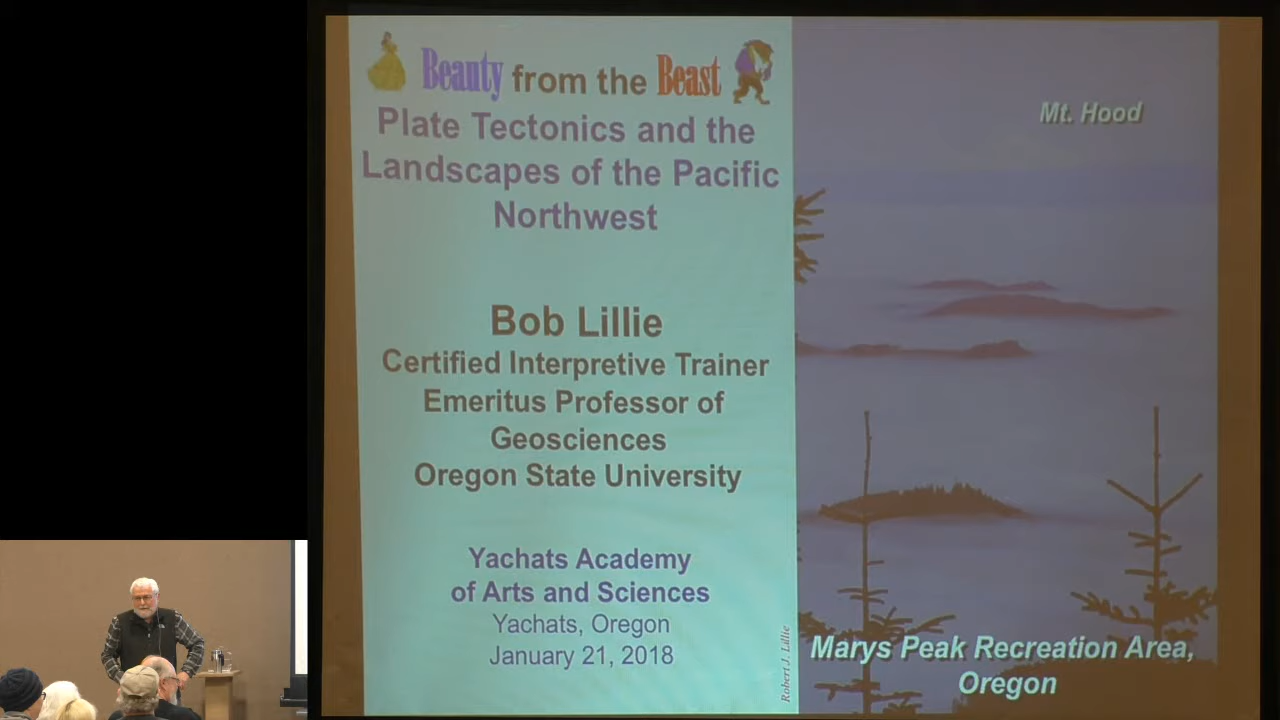 Beauty from the Beast
Plate Tectonics and the
Landscapes of the Pacific
Northwest
Bob Lillie
Certified Interpretive Trainer
Emeritus Professor of
Geosciences
Oregon State University
Yachats Academy
of Arts and Sciences
Yachats, Oregon
January 21, 2018
Robert J. Lillie
Mt. Hood
Marys Peak Recreation Area,
Oregon